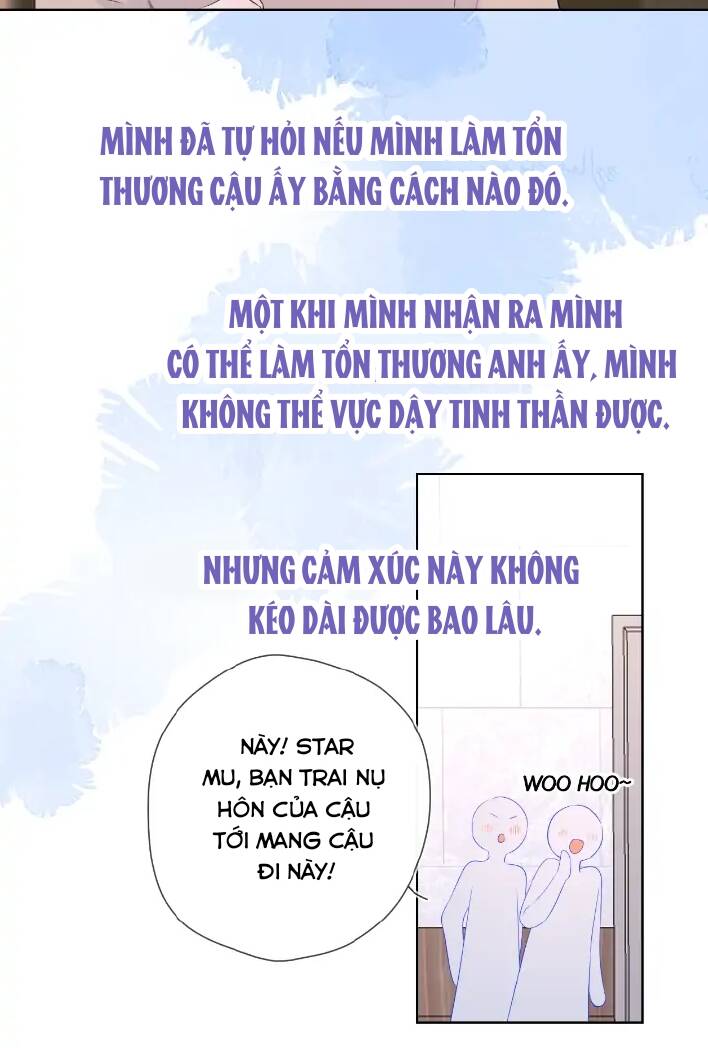 MÌNH ĐÃ TỰ HỎI NẾU MÌNH LÀM TỔN
THƯƠNG CẬU ẤY BẰNG CÁCH NÀO ĐÓ.
MỘT KHI MÌNH NHẬN RA MÌNH
CÓ THỂ LÀM TỔN THƯƠNG ANH ẤY, MÌNH
KHÔNG THỂ VỰC DẬY TINH THẦN ĐƯỢC.
NHƯNG CẢM XÚC NÀY KHÔNG
KÉO DÀI ĐƯỢC BAO LÂU.
NÀY! STAR
MU, BẠN TRAI NỤ
HÔN CỦA CẬU
TỚI MANG CẬU
ĐI NÀY!
WOO HOO~